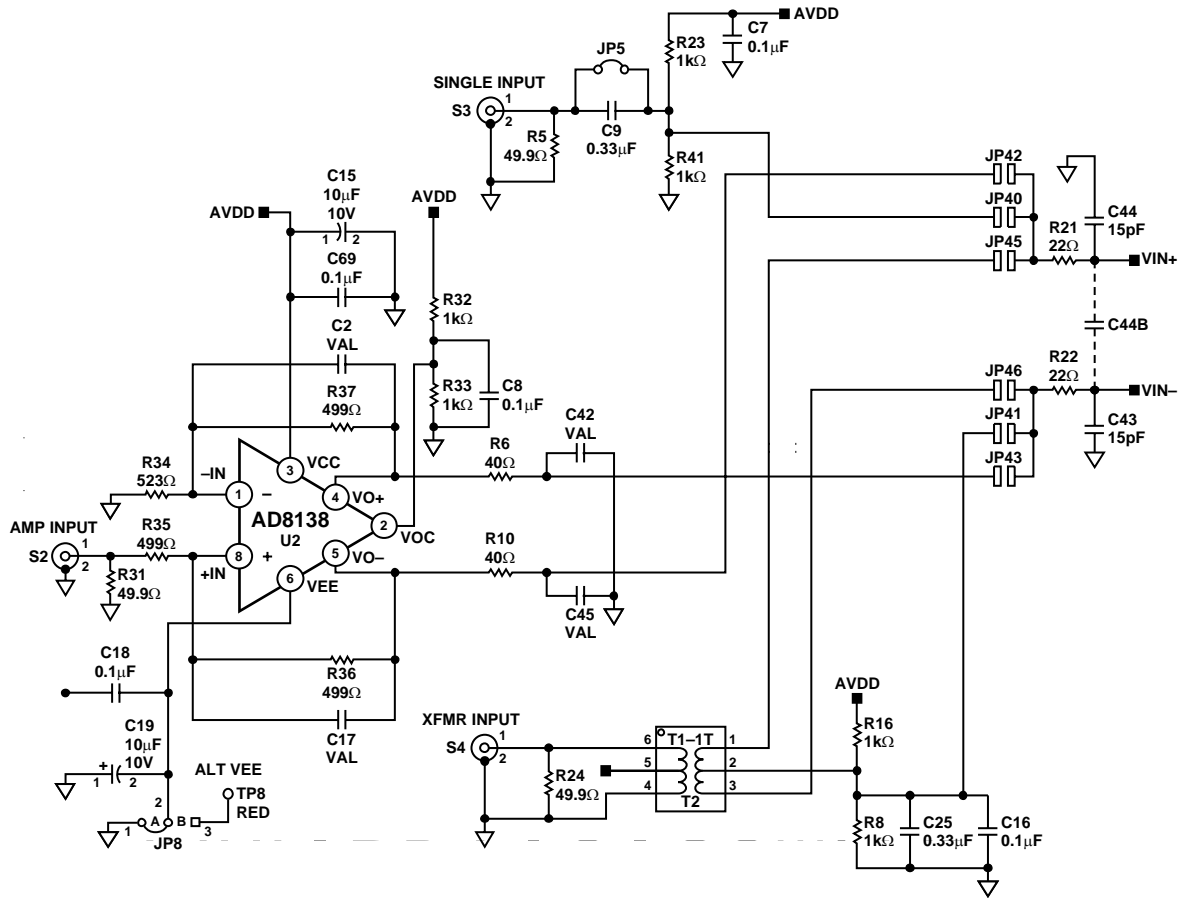 AVDD
C7
0.1µF
R23
1kΩ
JP5
SINGLE INPUT
S3
1
2
R5
49.9Ω
C9
0.33µF
R41
1kΩ
JP42
JP40
JP45
R21
22Ω
C44
15pF
VIN+
C44B
C15
10µF
10V
AVDD
1
2
C69
0.1µF
AVDD
R32
1kΩ
C2
VAL
R33
1kΩ
C8
0.1µF
R37
499Ω
C42
VAL
R6
40Ω
JP46
JP41
JP43
R22
22Ω
VIN–
C43
15pF
R34
523Ω
–IN
1
–
3
VCC
4
VO+
AD8138
U2
2
VOC
AMP INPUT
S2
1
2
R35
499Ω
8
+
+IN
5
VO–
6
VEE
R31
49.9Ω
R10
40Ω
C45
VAL
C18
0.1µF
R36
499Ω
C17
VAL
C19
10µF
10V
+
1
2
ALT VEE
TP8
RED
2
A
B
1
3
JP8
XFMR INPUT
S4
1
2
R24
49.9Ω
T1–1T
6
5
4
1
2
3
T2
AVDD
R16
1kΩ
R8
1kΩ
C25
0.33µF
C16
0.1µF